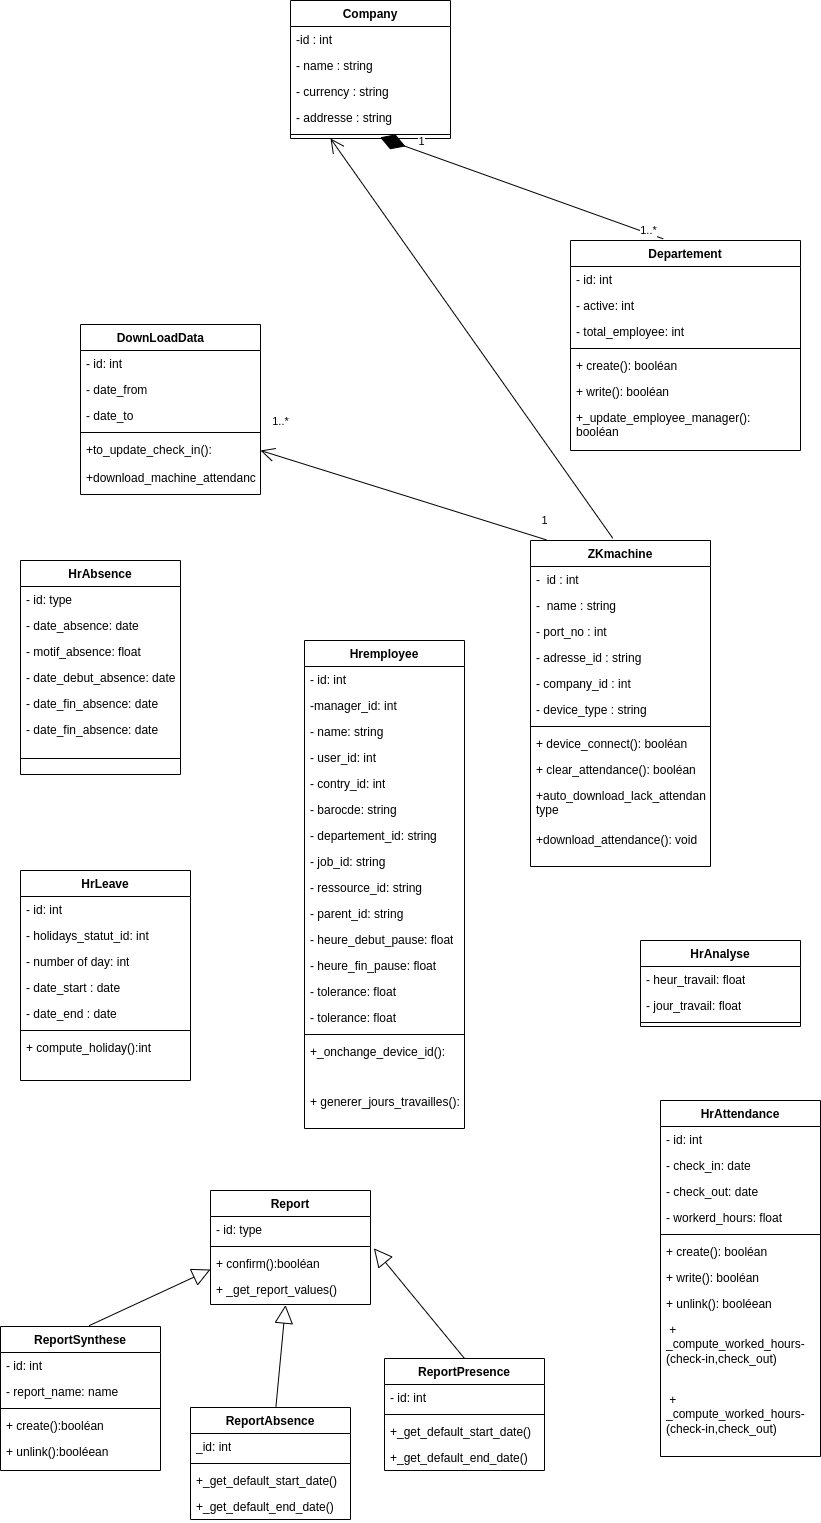 Company
-id : int
- name : string
- currency : string
- addresse : string
1
1..*
Departement
- id: int
- active: int
- total_employee: int
+ create(): booléan
+ write(): booléan
+_update_employee_manager():
booléan
DownLoadData
- id: int
- date_from
- date_to
+to_update_check_in():
+download_machine_attendanc
1..*
1
ZKmachine
-  id : int
-  name : string
- port_no : int
- adresse_id : string
- company_id : int
- device_type : string
+ device_connect(): booléan
+ clear_attendance(): booléan
+auto_download_lack_attendan
type
+download_attendance(): void
HrAbsence
- id: type
- date_absence: date
- motif_absence: float
- date_debut_absence: date
- date_fin_absence: date
- date_fin_absence: date
Hremployee
- id: int
-manager_id: int
- name: string
- user_id: int
- contry_id: int
- barocde: string
- departement_id: string
- job_id: string
- ressource_id: string
- parent_id: string
- heure_debut_pause: float
- heure_fin_pause: float
- tolerance: float
- tolerance: float
+_onchange_device_id():
+ generer_jours_travailles():
HrLeave
- id: int
- holidays_statut_id: int
- number of day: int
- date_start : date
- date_end : date
+ compute_holiday():int
HrAnalyse
- heur_travail: float
- jour_travail: float
HrAttendance
- id: int
- check_in: date
- check_out: date
- workerd_hours: float
+ create(): booléan
+ write(): booléan
+ unlink(): booléean
+
_compute_worked_hours-
(check-in,check_out)
+
_compute_worked_hours-
(check-in,check_out)
Report
- id: type
+ confirm():booléan
+ _get_report_values()
ReportSynthese
- id: int
- report_name: name
+ create():booléan
+ unlink():booléean
ReportAbsence
_id: int
+_get_default_start_date()
+_get_default_end_date()
ReportPresence
- id: int
+_get_default_start_date()
+_get_default_end_date()